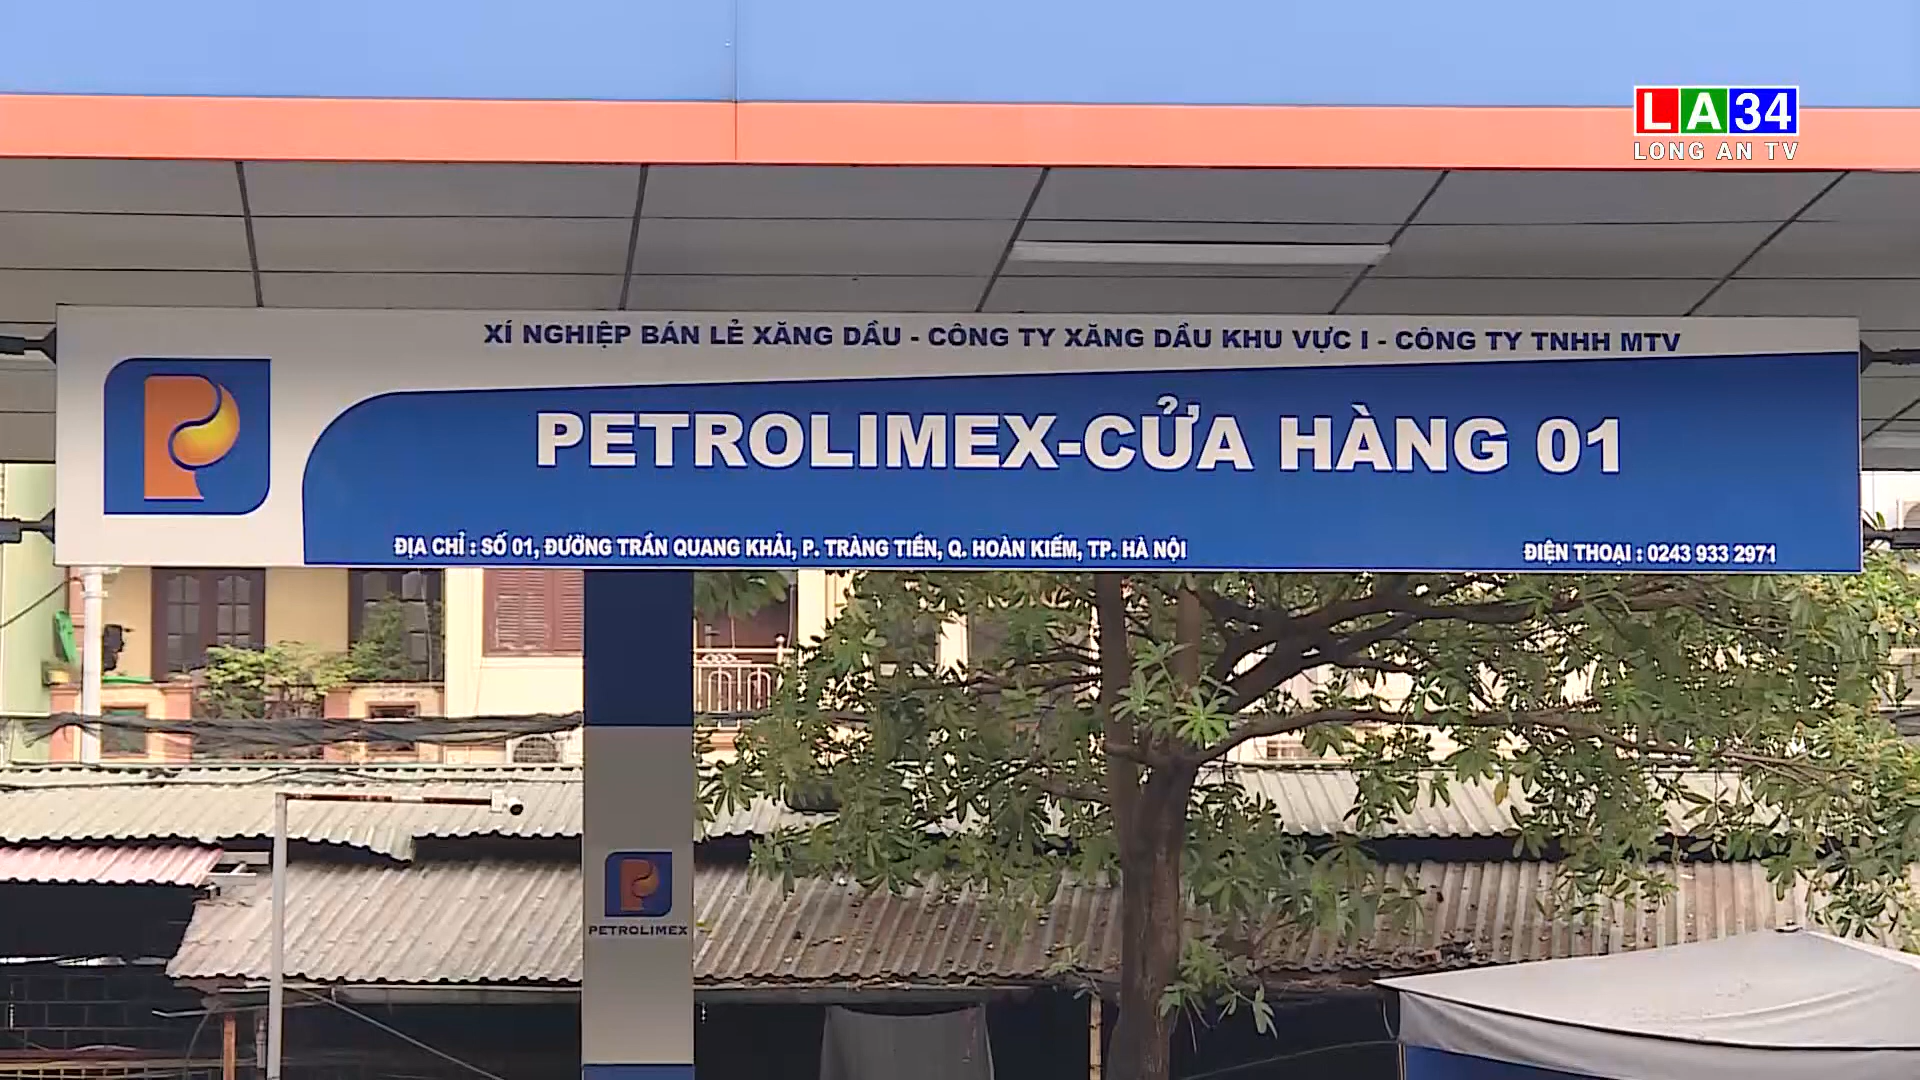 LA34
LONG AN TV
XÍ NGHIỆP BÁN LẺ XĂNG DẦU - CÔNG TY XĂNG DẦU KHU VỰC I - CÔNG TY TNHH MTV
PETROLIMEX-CỬA HÀNG 01
ĐỊA CHỈ : SỐ 01, ĐƯỜNG TRẦN QUANG KHẢI, P. TRÀNG TIỀN, Q. HOÀN KIẾM, TP. HÀ NỘI
ĐIỆN THOẠI : 0243 933 2971
PETROLIMEX